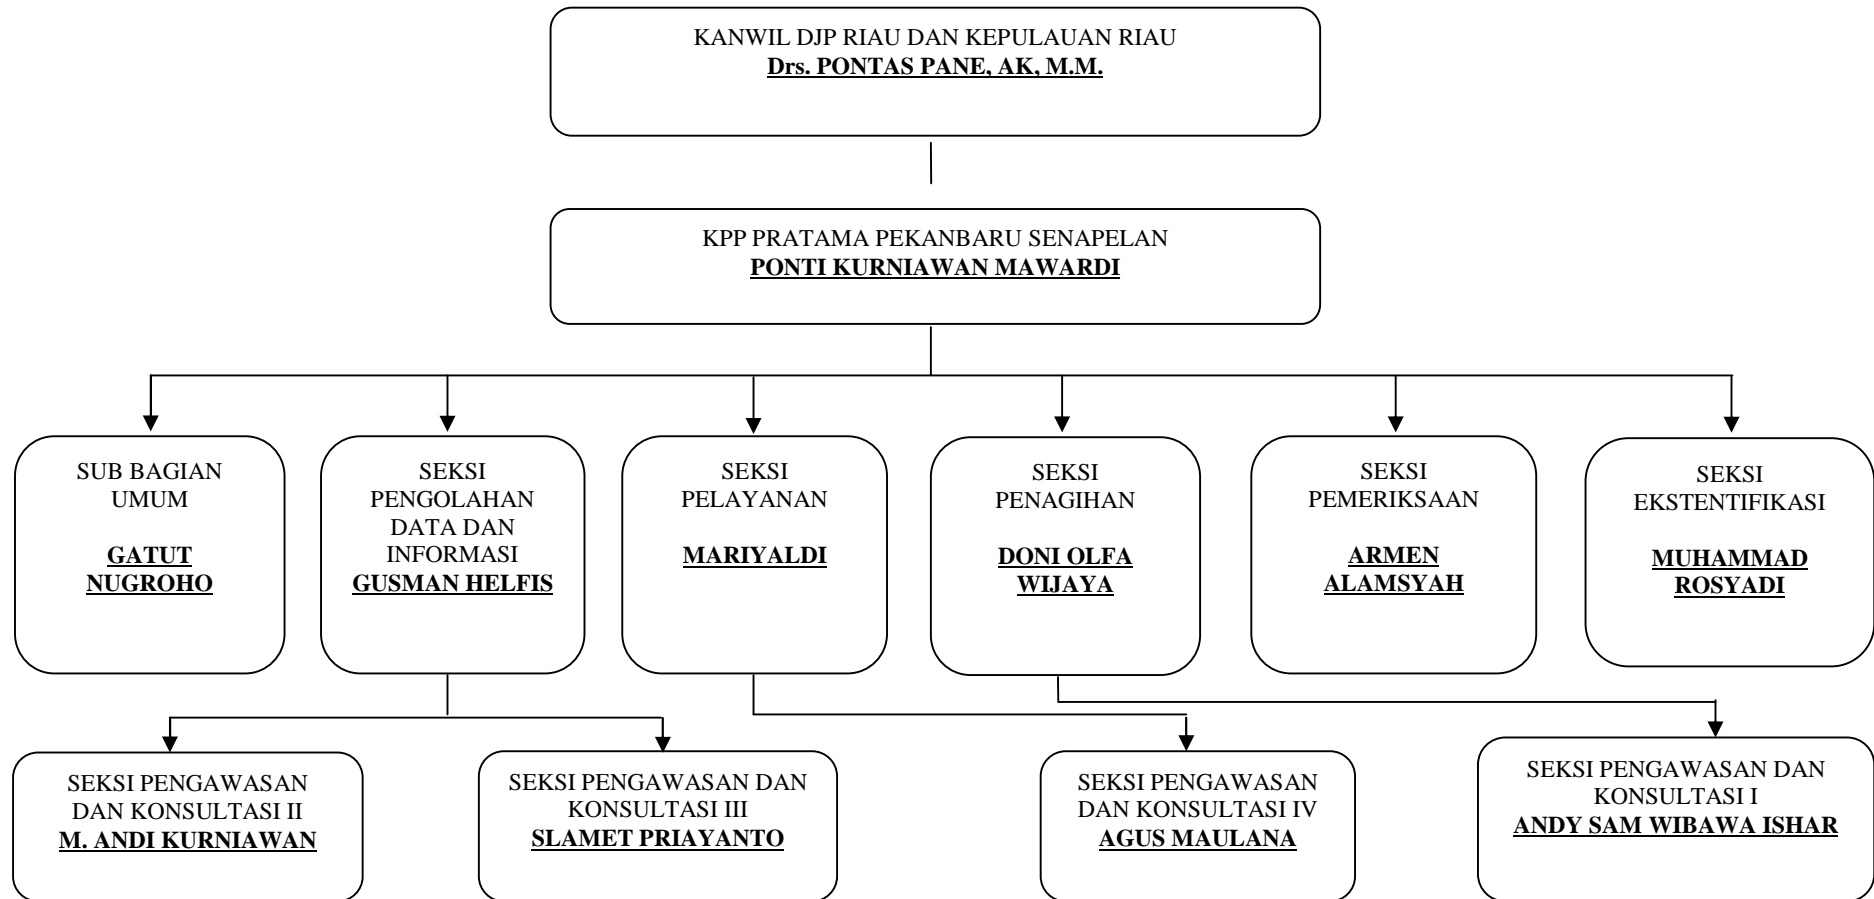 KANWIL DJP RIAU DAN KEPULAUAN RIAU
Drs. PONTAS PANE, AK, M.M.
KPP PRATAMA PEKANBARU SENAPELAN
PONTI KURNIAWAN MAWARDI
SUB BAGIAN
UMUM
GATUT
NUGROHO
SEKSI
PENGOLAHAN
DATA DAN
INFORMASI
GUSMAN HELFIS
SEKSI
PELAYANAN
MARIYALDI
SEKSI
PENAGIHAN
DONI OLFA
WIJAYA
SEKSI
PEMERIKSAAN
ARMEN
ALAMSYAH
SEKSI
EKSTENTIFIKASI
MUHAMMAD
ROSYADI
SEKSI PENGAWASAN
DAN KONSULTASI II
M. ANDI KURNIAWAN
SEKSI PENGAWASAN DAN
KONSULTASI III
SLAMET PRIAYANTO
SEKSI PENGAWASAN
DAN KONSULTASI IV
AGUS MAULANA
SEKSI PENGAWASAN DAN
KONSULTASI I
ANDY SAM WIBAWA ISHAR